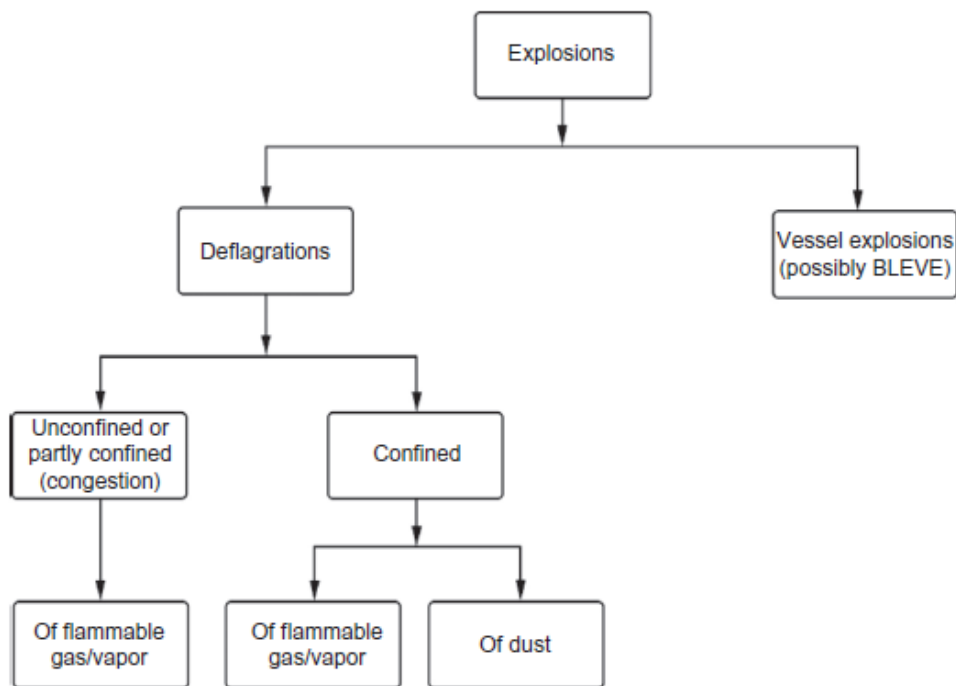 Explosions
Deflagrations
Vessel explosions
(possibly BLEVE)
Unconfined or
partly confined
(congestion)
Confined
Of flammable
gas/vapor
Of flammable
gas/vapor
Of dust